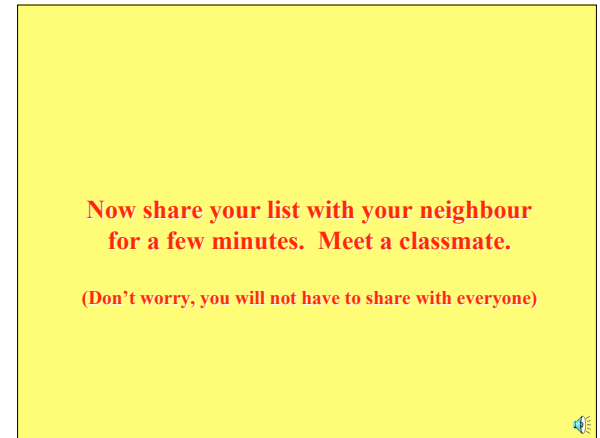 Now share your list with your neighbour
for a few minutes.  Meet a classmate.
(Don’t worry, you will not have to share with everyone)